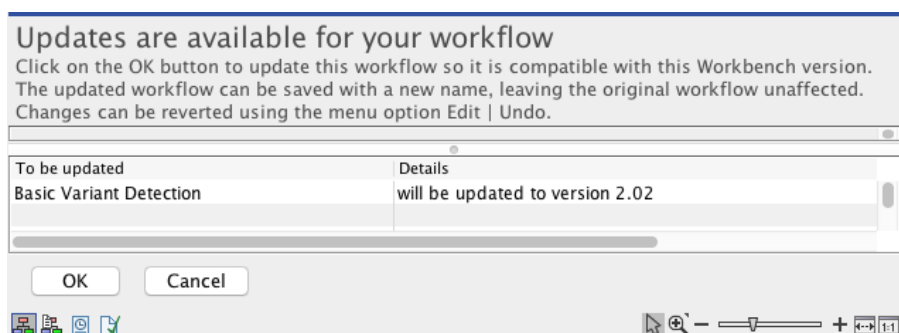 Updates are available for your workflow
Click on the OK button to update this workflow so it is compatible with this Workbench version.
The updated workflow can be saved with a new name, leaving the original workflow unaffected.
Changes can be reverted using the menu option Edit | Undo.
To be updated Details
Basic Variant Detection will be updated to version 2.02
OK Cancel
1:1